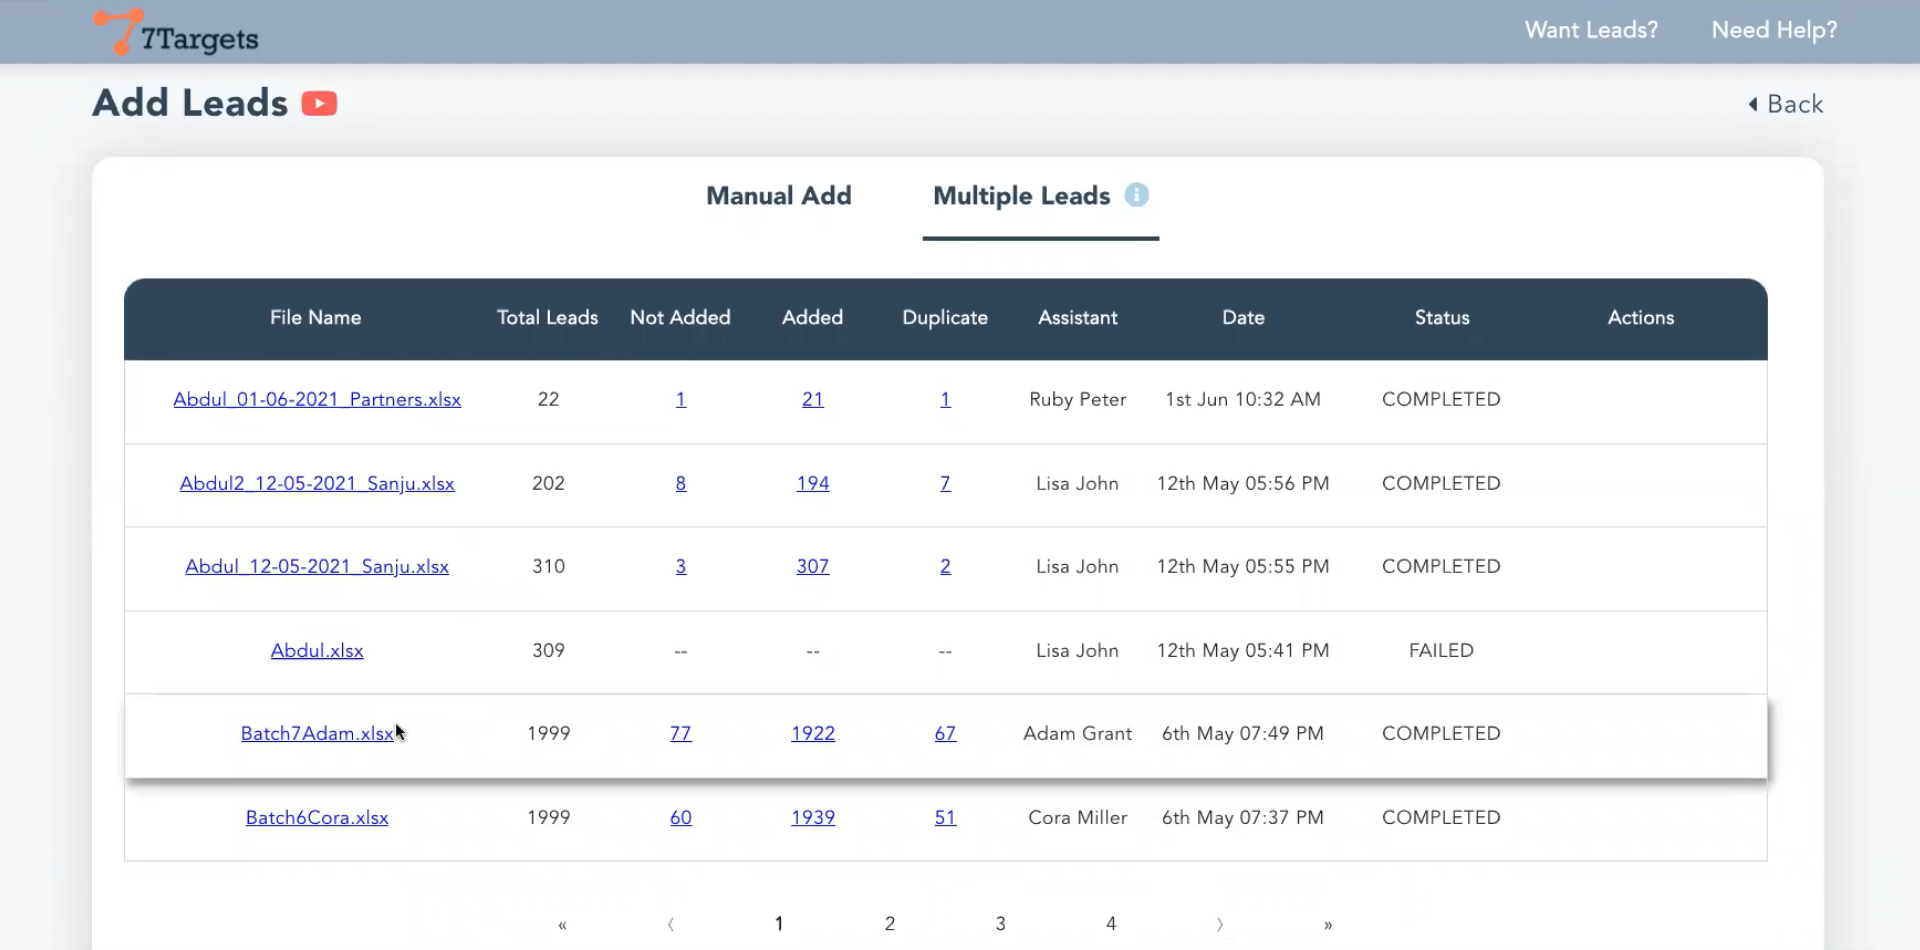 7Targets
Want Leads? Need Help?
Add Leads
Back
Manual Add Multiple Leads
File Name Total Leads Not Added Added Duplicate Assistant Date Status Actions
Abdul_01-06-2021_Partners.xlsx 22 1 21 1 Ruby Peter 1st Jun 10:32 AM COMPLETED
Abdul2_12-05-2021_Sanju.xlsx 202 8 194 7 Lisa John 12th May 05:56 PM COMPLETED
Abdul_12-05-2021_Sanju.xlsx 310 3 307 2 Lisa John 12th May 05:55 PM COMPLETED
Abdul.xlsx 309 -- -- -- Lisa John 12th May 05:41 PM FAILED
Batch7Adam.xlsx 1999 77 1922 67 Adam Grant 6th May 07:49 PM COMPLETED
Batch6Cora.xlsx 1999 60 1939 51 Cora Miller 6th May 07:37 PM COMPLETED
« 〈 1 2 3 4 〉 »